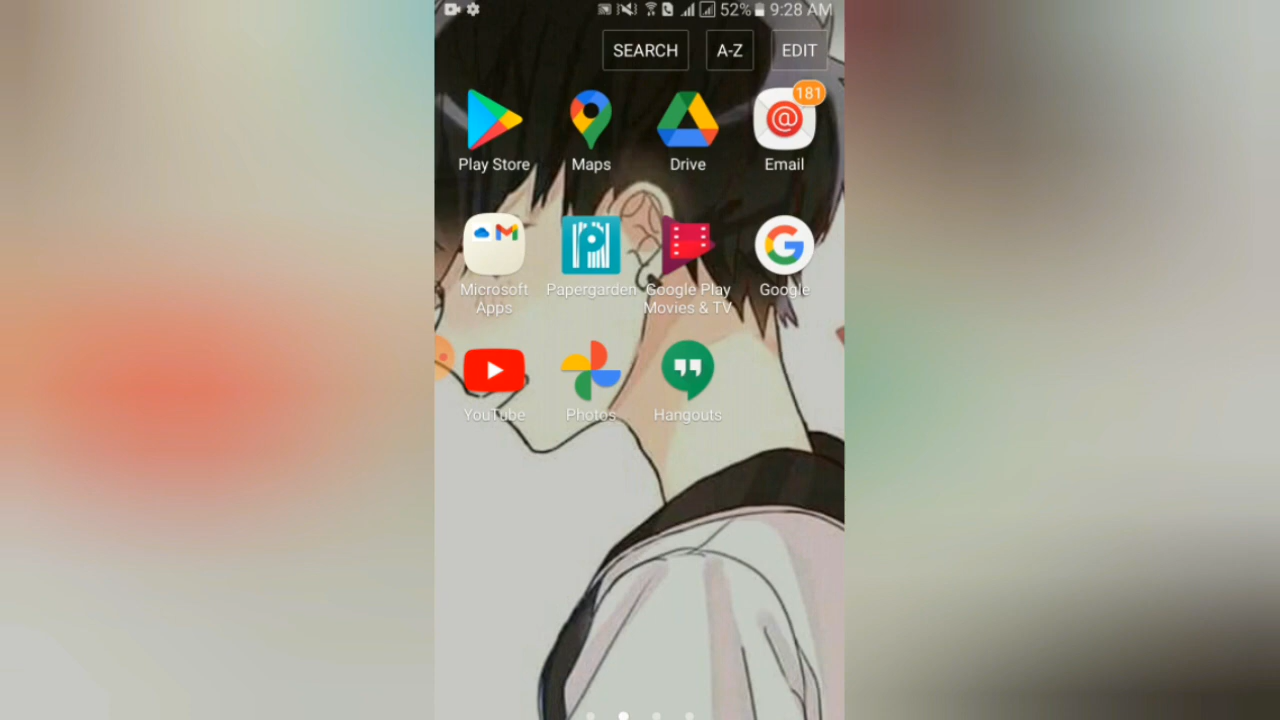 52% 9:28 AM
SEARCH A-Z EDIT
181
Play Store Maps Drive Email
Microsoft Apps
Papergarden
Google Play Movies & TV
Google
YouTube Photos Hangouts